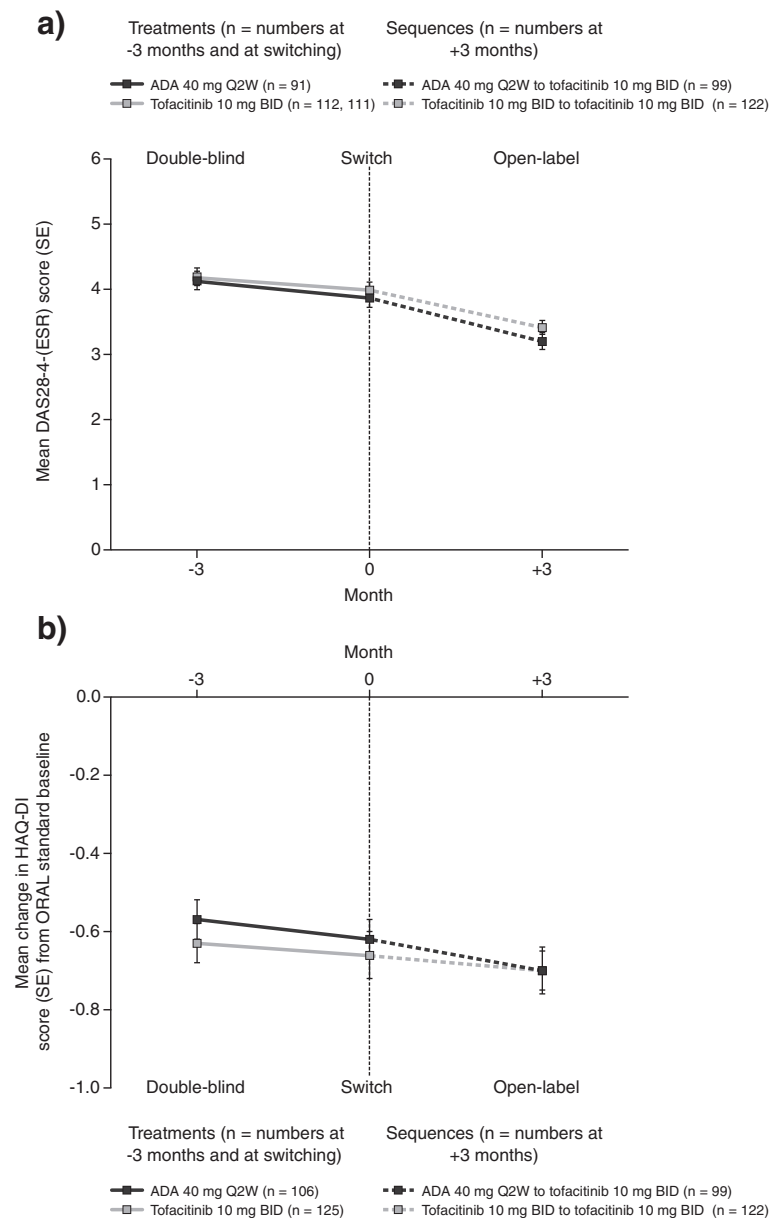 a)
Treatments (n = numbers at
-3 months and at switching)
Sequences (n = numbers at
+3 months)
ADA 40 mg Q2W (n = 91)
ADA 40 mg Q2W to tofacitinib 10 mg BID (n = 99)
Tofacitinib 10 mg BID (n = 112, 111)
Tofacitinib 10 mg BID to tofacitinib 10 mg BID (n = 122)
Double-blind
Switch
Open-label
6
5
4
3
2
1
0
Mean DAS28-4-(ESR) score (SE)
-3
0
+3
Month
b)
Month
-3
0
+3
0.0
-0.2
-0.4
-0.6
-0.8
-1.0
Mean change in HAQ-DI
score (SE) from ORAL standard baseline
Double-blind
Switch
Open-label
Treatments (n = numbers at
-3 months and at switching)
Sequences (n = numbers at
+3 months)
ADA 40 mg Q2W (n = 106)
ADA 40 mg Q2W to tofacitinib 10 mg BID (n = 99)
Tofacitinib 10 mg BID (n = 125)
Tofacitinib 10 mg BID to tofacitinib 10 mg BID (n = 122)